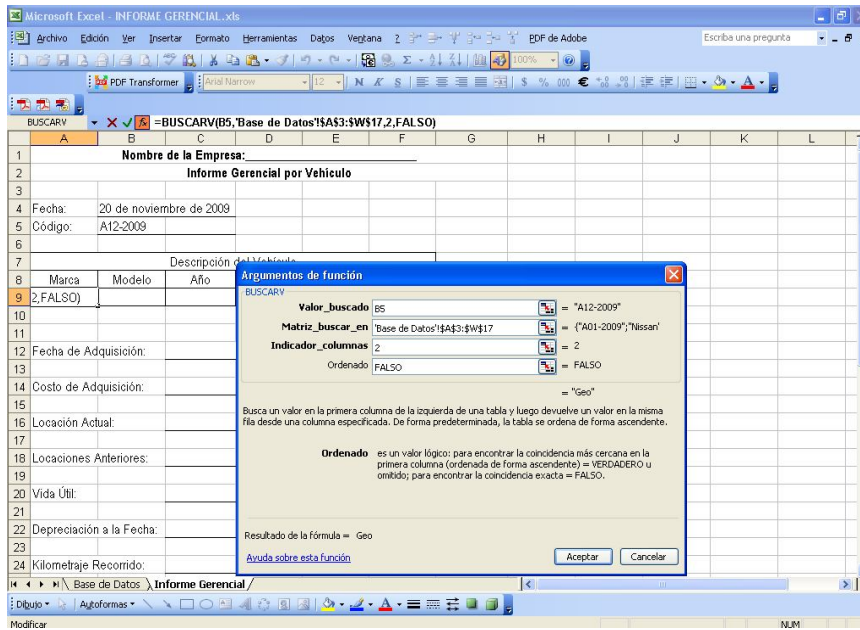 Microsoft Excel - INFORME GERENCIAL.xls
Archivo Edición Ver Insertar Formato Herramientas Datos Ventana ? PDF de Adobe Escriba una pregunta
100%
PDF Transformer Arial Narrow 12 N K S $ % 000 €
BUSCARV =BUSCARV(B5,'Base de Datos'!$A$3:$W$17,2,FALSO)
A B C D E F G H I J K L
1 Nombre de la Empresa:
2 Informe Gerencial por Vehículo
3
4 Fecha: 20 de noviembre de 2009
5 Código: A12-2009
6
7 Descripción del Vehículo
8 Marca Modelo Año
9 2,FALSO)
10
11
12 Fecha de Adquisición:
13
14 Costo de Adquisición:
15
16 Locación Actual:
17
18 Locaciones Anteriores:
19
20 Vida Útil:
21
22 Depreciación a la Fecha:
23
24 Kilometraje Recorrido:
Argumentos de función
BUSCARV
Valor_buscado B5 = "A12-2009"
Matriz_buscar_en 'Base de Datos'!$A$3:$W$17 = {"A01-2009";"Nissan"
Indicador_columnas 2 = 2
Ordenado FALSO = FALSO
= "Geo"
Busca un valor en la primera columna de la izquierda de una tabla y luego devuelve un valor en la misma
fila desde una columna especificada. De forma predeterminada, la tabla se ordena de forma ascendente.
Ordenado es un valor lógico: para encontrar la coincidencia más cercana en la
primera columna (ordenada de forma ascendente) = VERDADERO u
omitido; para encontrar la coincidencia exacta = FALSO.
Resultado de la fórmula = Geo
Ayuda sobre esta función Aceptar Cancelar
Base de Datos Informe Gerencial
Dibujo Autoformas
Modificar NUM